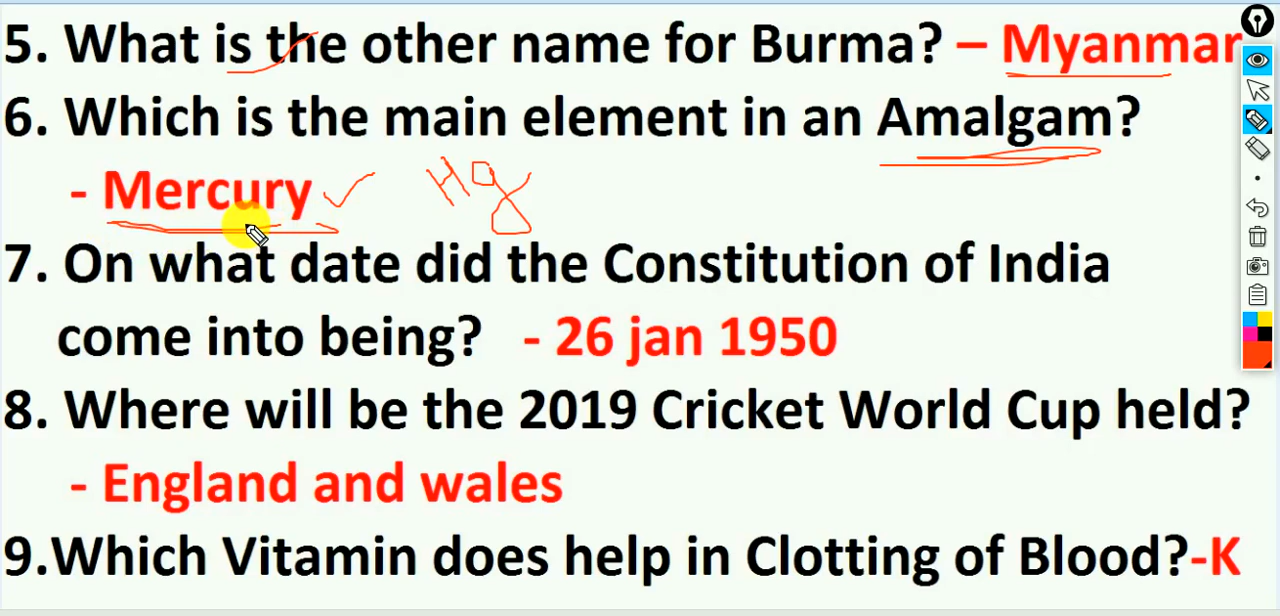 5. What is the other name for Burma? – Myanmar
6. Which is the main element in an Amalgam?
- Mercury Hg
7. On what date did the Constitution of India
come into being? - 26 jan 1950
8. Where will be the 2019 Cricket World Cup held?
- England and wales
9.Which Vitamin does help in Clotting of Blood?-K